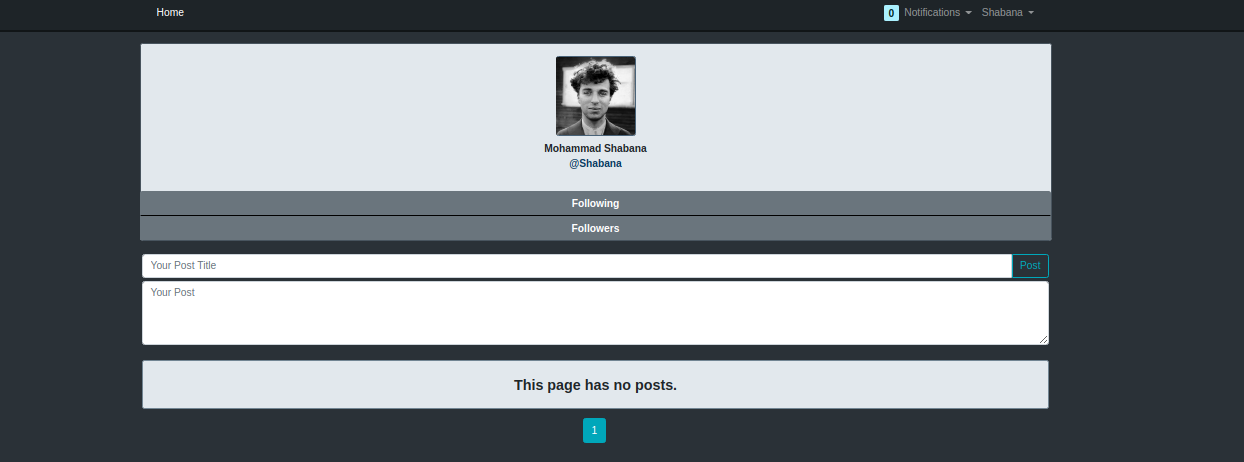 Home
0 Notifications Shabana
Mohammad Shabana
@Shabana
Following
Followers
Your Post Title
Post
Your Post
This page has no posts.
1